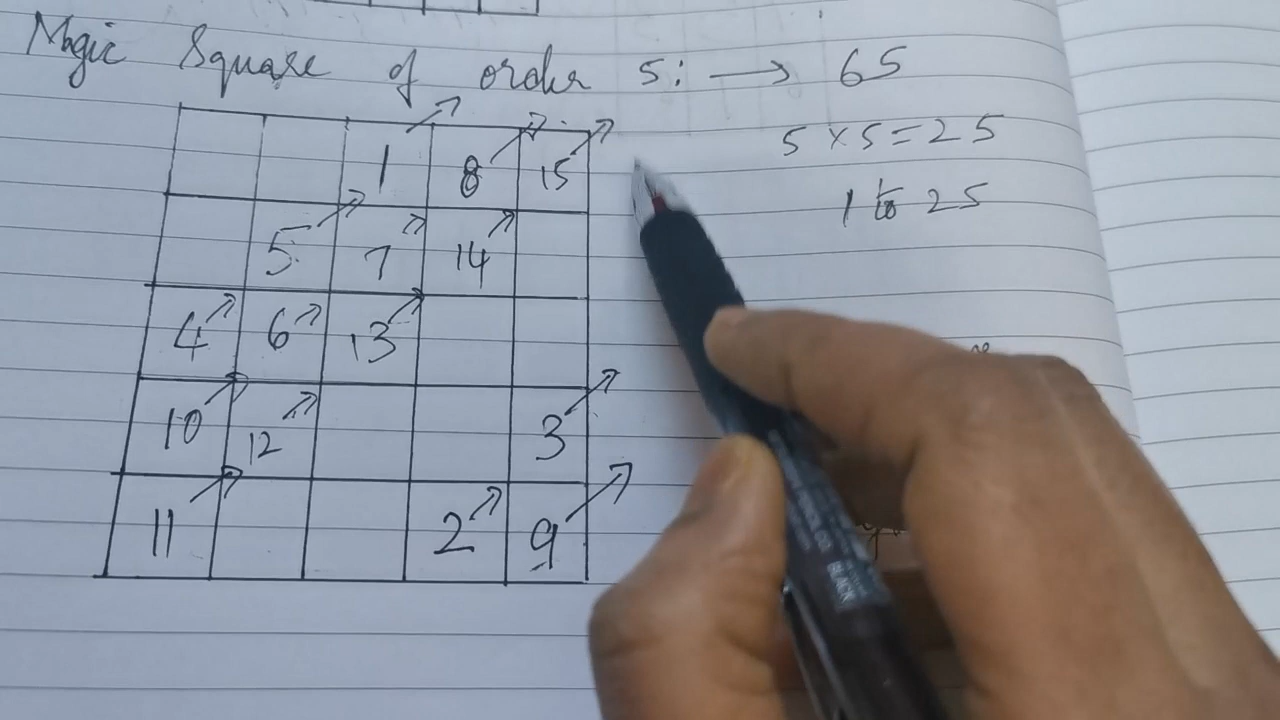 Magic Square of order 5: → 65
5 × 5 = 25
1 to 25
1 8 15
5 7 14
4 6 13
10 12 3
11 2 9
BLACK